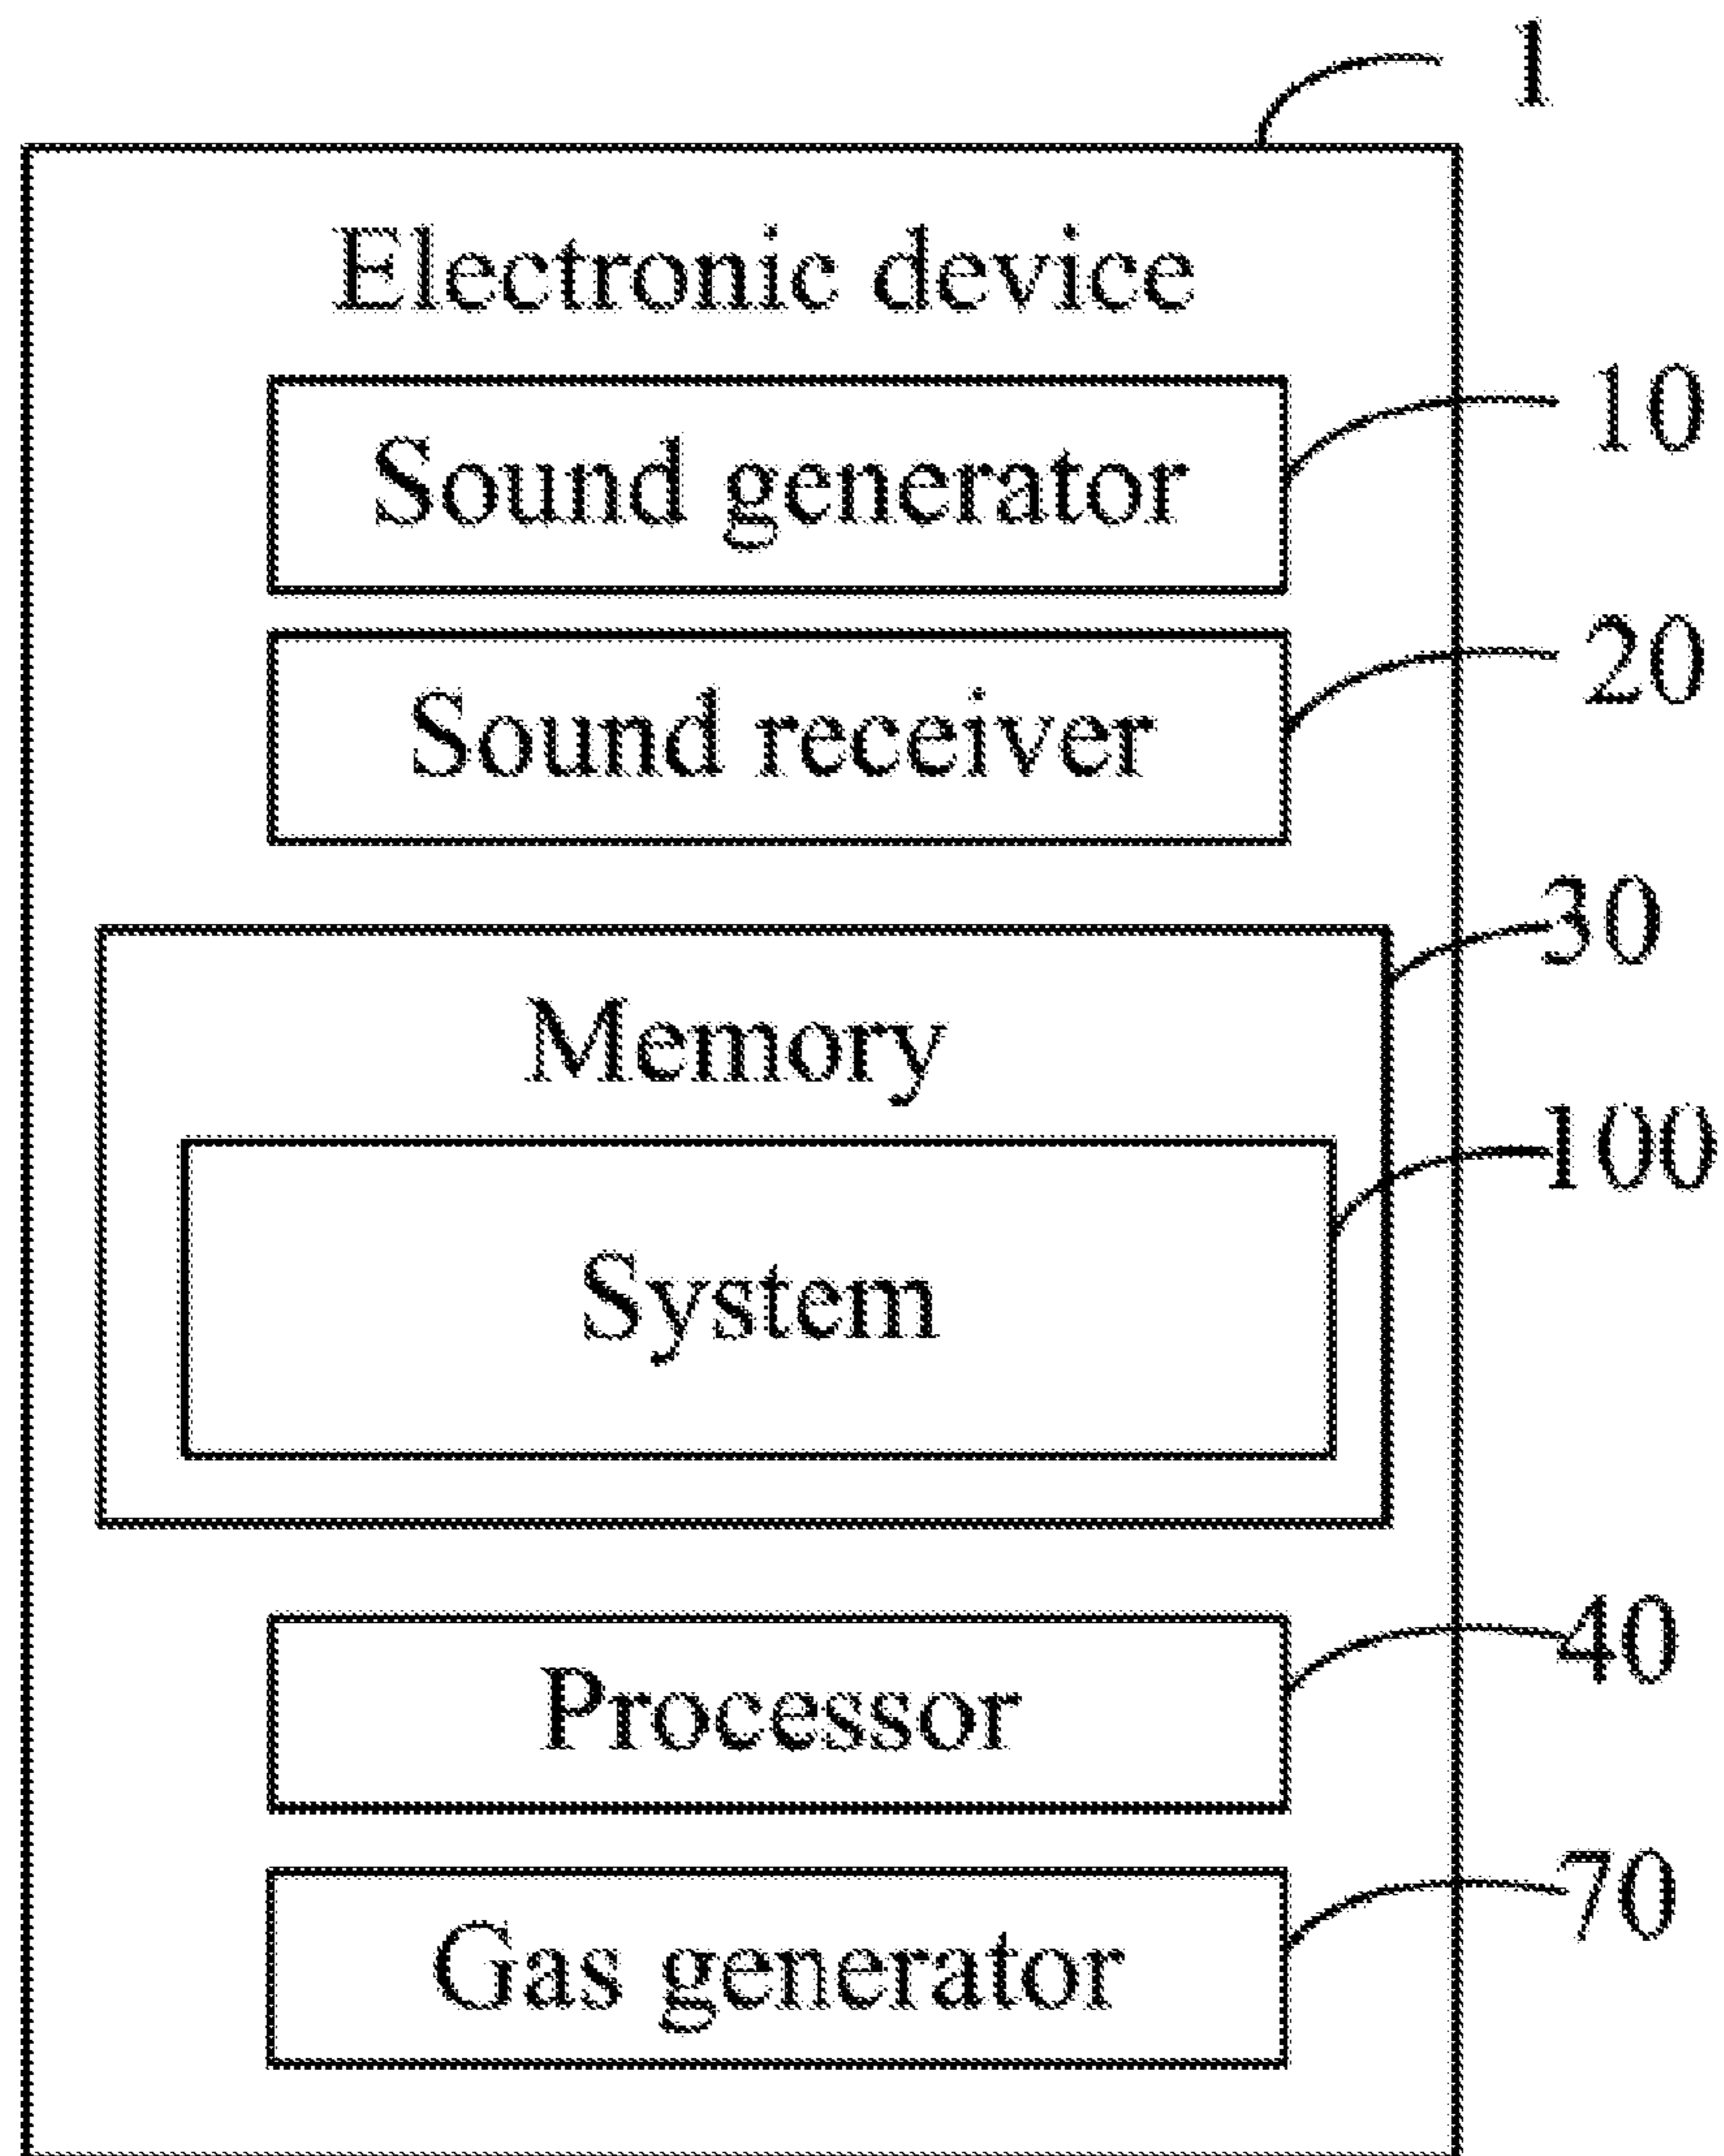 1
Electronic device
10
Sound generator
20
Sound receiver
30
Memory
100
System
40
Processor
70
Gas generator